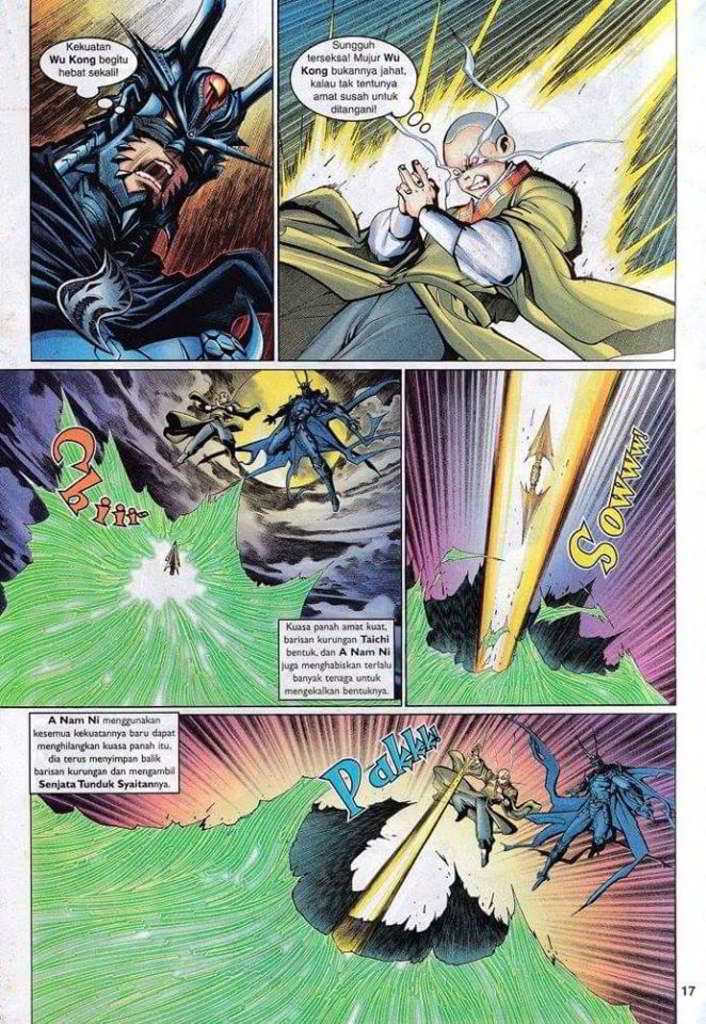 Kekuatan
Wu Kong begitu
hebat sekali!
Sungguh
terseksa! Mujur Wu
Kong bukannya jahat,
kalau tak tentunya
amat susah untuk
ditangani!
Chiii
Kuasa panah amat kuat,
barisan kurungan Taichi
bentuk, dan A Nam Ni
juga menghabiskan terlalu
banyak tenaga untuk
mengekalkan bentuknya.
Sowww!
A Nam Ni menggunakan
kesemua kekuatannya baru dapat
menghilangkan kuasa panah itu,
dia terus menyimpan balik
barisan kurungan dan mengambil
Senjata Tunduk Syaitannya.
Pakkk!
17